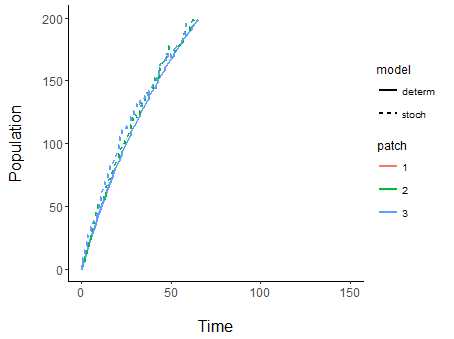 200
150
100
50
0
Population
0 50 100 150
Time
model
determ
stoch
patch
1
2
3